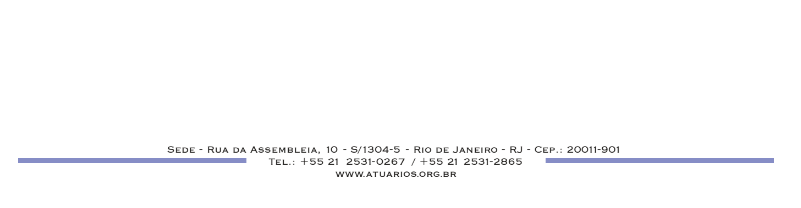 Sede - Rua da Assembleia, 10 - S/1304-5 - Rio de Janeiro - RJ - Cep.: 20011-901
Tel.: +55 21 2531-0267 / +55 21 2531-2865
www.atuarios.org.br